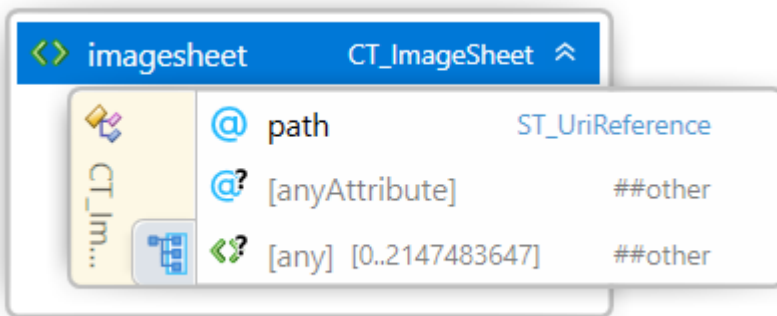 imagesheet CT_ImageSheet
@ path ST_UriReference
@? [anyAttribute] ##other
CT_Im...
<>? [any] [0..2147483647] ##other